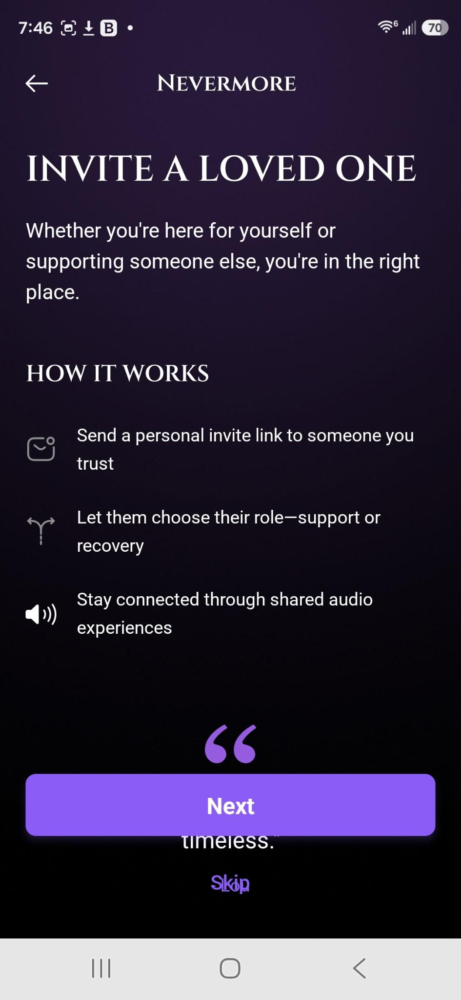 7:46
B
6
70
Nevermore
INVITE A LOVED ONE
Whether you're here for yourself or
supporting someone else, you're in the right
place.
HOW IT WORKS
Send a personal invite link to someone you
trust
Let them choose their role—support or
recovery
Stay connected through shared audio
experiences
“
Next
timeless."
Skip